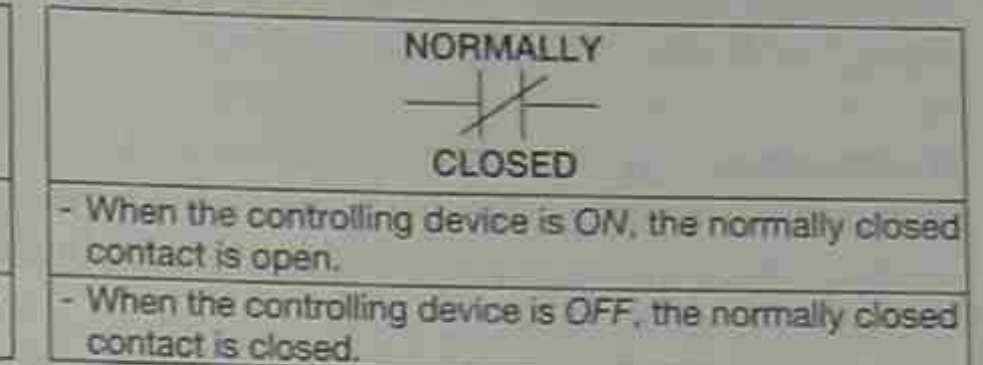 NORMALLY
CLOSED
- When the controlling device is ON, the normally closed
contact is open.
- When the controlling device is OFF, the normally closed
contact is closed.